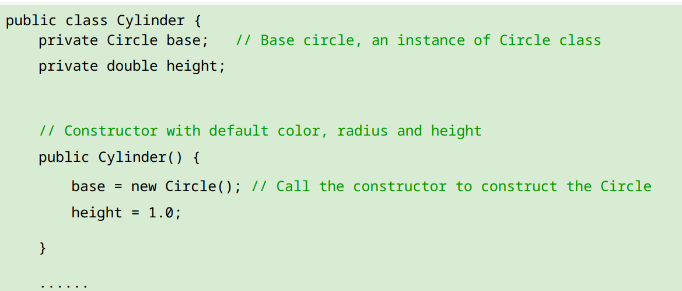 public class Cylinder {
private Circle base;   // Base circle, an instance of Circle class
private double height;
// Constructor with default color, radius and height
public Cylinder() {
base = new Circle(); // Call the constructor to construct the Circle
height = 1.0;
}
......